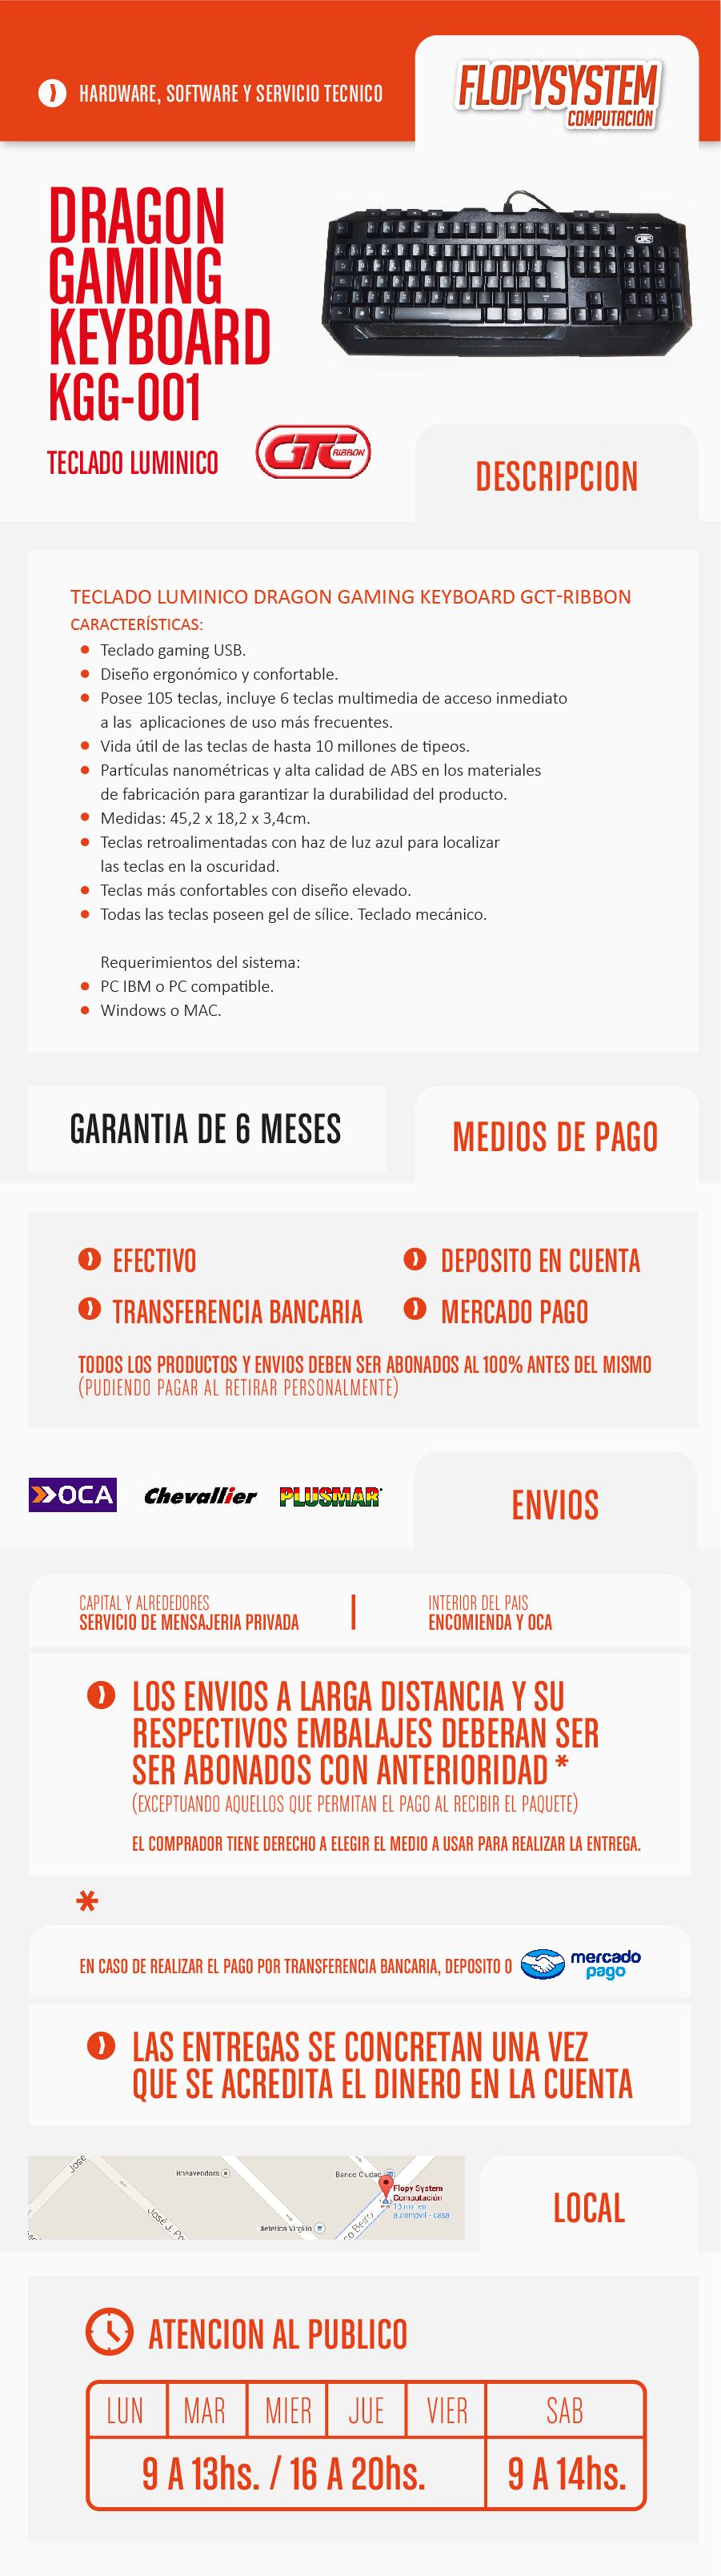 HARDWARE, SOFTWARE Y SERVICIO TECNICO
FLOPYSYSTEM
COMPUTACIÓN
DRAGON
GAMING
KEYBOARD
KGG-001
TECLADO LUMINICO
GTC
RIBBON
DESCRIPCION
TECLADO LUMINICO DRAGON GAMING KEYBOARD GCT-RIBBON
CARACTERÍSTICAS:
Teclado gaming USB.
Diseño ergonómico y confortable.
Posee 105 teclas, incluye 6 teclas multimedia de acceso inmediato
a las aplicaciones de uso más frecuentes.
Vida útil de las teclas de hasta 10 millones de tipeos.
Partículas nanométricas y alta calidad de ABS en los materiales
de fabricación para garantizar la durabilidad del producto.
Medidas: 45,2 x 18,2 x 3,4cm.
Teclas retroalimentadas con haz de luz azul para localizar
las teclas en la oscuridad.
Teclas más confortables con diseño elevado.
Todas las teclas poseen gel de sílice. Teclado mecánico.
Requerimientos del sistema:
PC IBM o PC compatible.
Windows o MAC.
GARANTIA DE 6 MESES
MEDIOS DE PAGO
EFECTIVO
DEPOSITO EN CUENTA
TRANSFERENCIA BANCARIA
MERCADO PAGO
TODOS LOS PRODUCTOS Y ENVIOS DEBEN SER ABONADOS AL 100% ANTES DEL MISMO
(PUDIENDO PAGAR AL RETIRAR PERSONALMENTE)
OCA
Chevallier
PLUSMAR
ENVIOS
CAPITAL Y ALREDEDORES
SERVICIO DE MENSAJERIA PRIVADA
INTERIOR DEL PAIS
ENCOMIENDA Y OCA
LOS ENVIOS A LARGA DISTANCIA Y SU
RESPECTIVOS EMBALAJES DEBERAN SER
SER ABONADOS CON ANTERIORIDAD *
(EXCEPTUANDO AQUELLOS QUE PERMITAN EL PAGO AL RECIBIR EL PAQUETE)
EL COMPRADOR TIENE DERECHO A ELEGIR EL MEDIO A USAR PARA REALIZAR LA ENTREGA.
*
EN CASO DE REALIZAR EL PAGO POR TRANSFERENCIA BANCARIA, DEPOSITO O
mercado
pago
LAS ENTREGAS SE CONCRETAN UNA VEZ
QUE SE ACREDITA EL DINERO EN LA CUENTA
José
Banco Ciudad
Flopy System
Computación
13 min en
automóvil - casa
José J. Po
Dietética Virgilio
LOCAL
ATENCION AL PUBLICO
LUN MAR MIER JUE VIER SAB
9 A 13hs. / 16 A 20hs. 9 A 14hs.